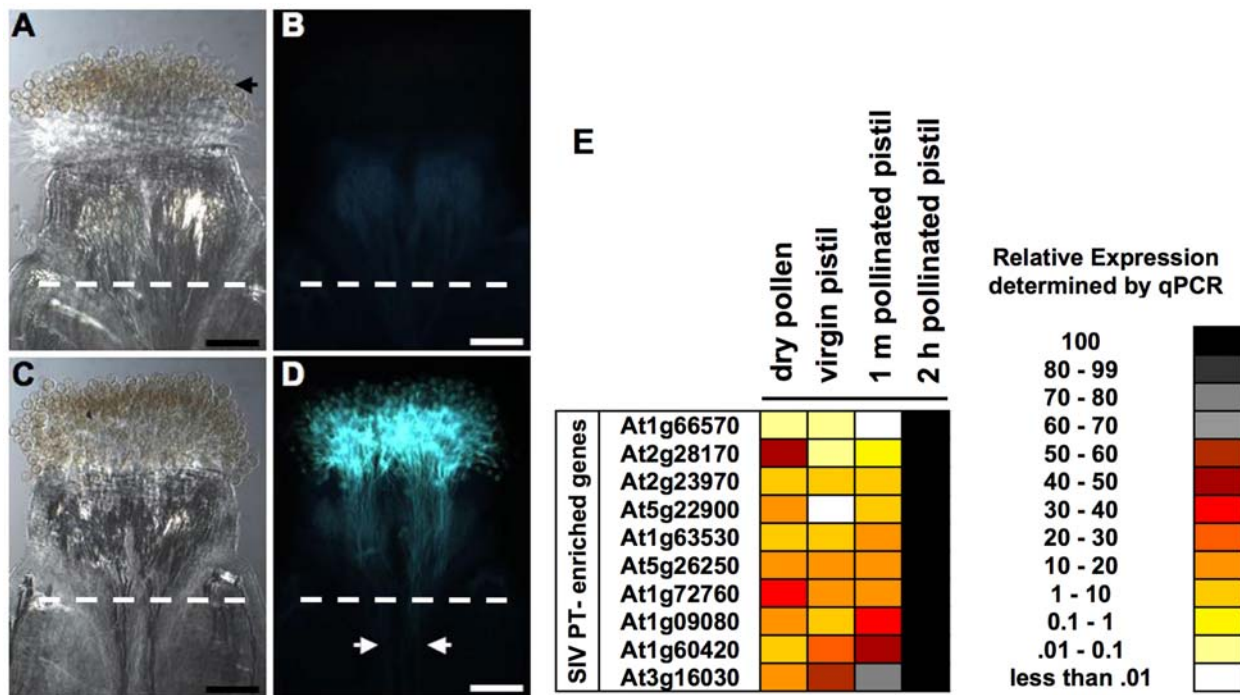 A
B
C
D
E
dry pollen
virgin pistil
1 m pollinated pistil
2 h pollinated pistil
SIV PT- enriched genes
At1g66570
At2g28170
At2g23970
At5g22900
At1g63530
At5g26250
At1g72760
At1g09080
At1g60420
At3g16030
Relative Expression
determined by qPCR
100
80 - 99
70 - 80
60 - 70
50 - 60
40 - 50
30 - 40
20 - 30
10 - 20
1 - 10
0.1 - 1
.01 - 0.1
less than .01